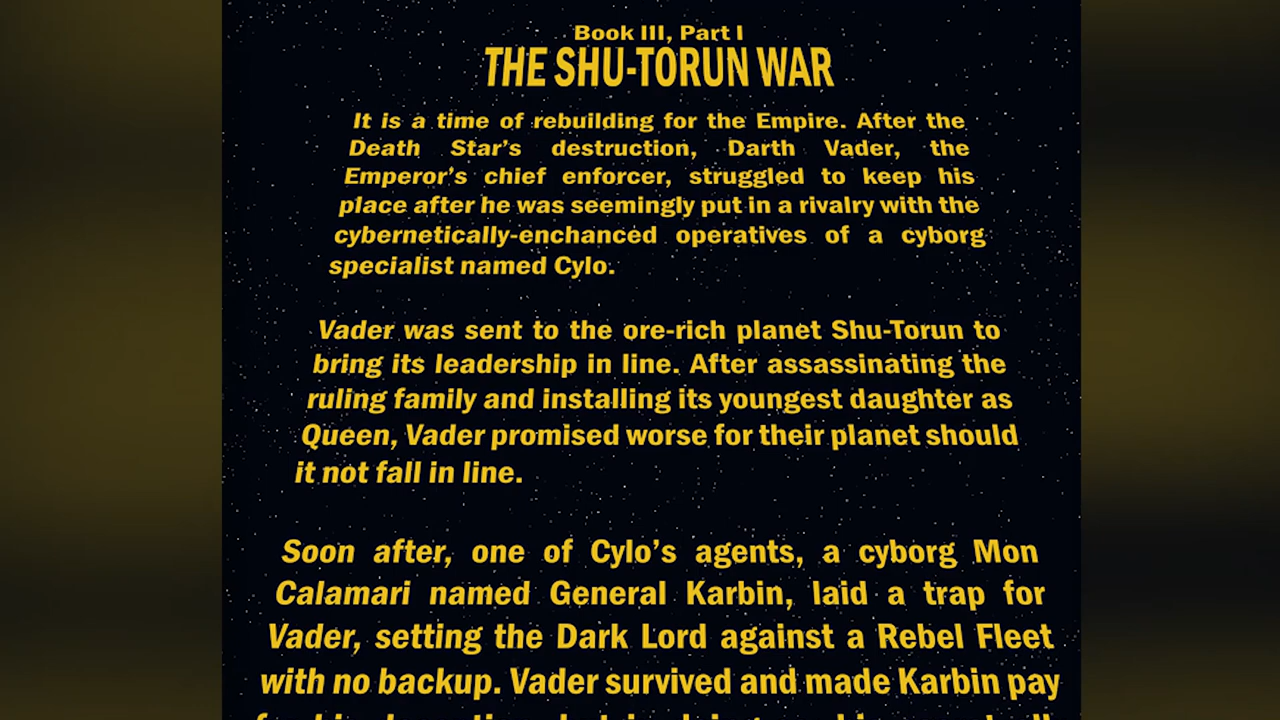 Book III, Part I
THE SHU-TORUN WAR
It is a time of rebuilding for the Empire. After the
Death Star's destruction, Darth Vader, the
Emperor's chief enforcer, struggled to keep his
place after he was seemingly put in a rivalry with the
cybernetically-enchanced operatives of a cyborg
specialist named Cylo.
Vader was sent to the ore-rich planet Shu-Torun to
bring its leadership in line. After assassinating the
ruling family and installing its youngest daughter as
Queen, Vader promised worse for their planet should
it not fall in line.
Soon after, one of Cylo's agents, a cyborg Mon
Calamari named General Karbin, laid a trap for
Vader, setting the Dark Lord against a Rebel Fleet
with no backup. Vader survived and made Karbin pay